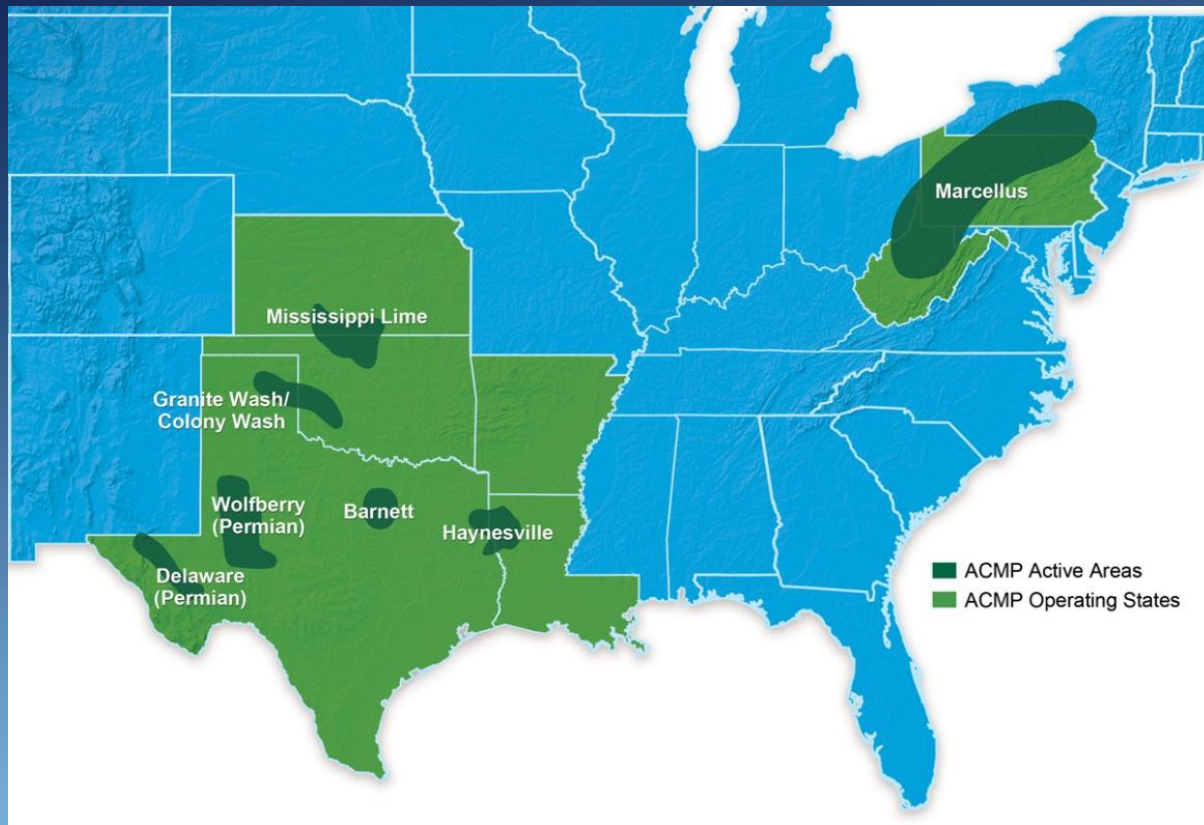 Marcellus
Mississippi Lime
Granite Wash/
Colony Wash
Wolfberry
(Permian)
Barnett
Haynesville
Delaware
(Permian)
ACMP Active Areas
ACMP Operating States